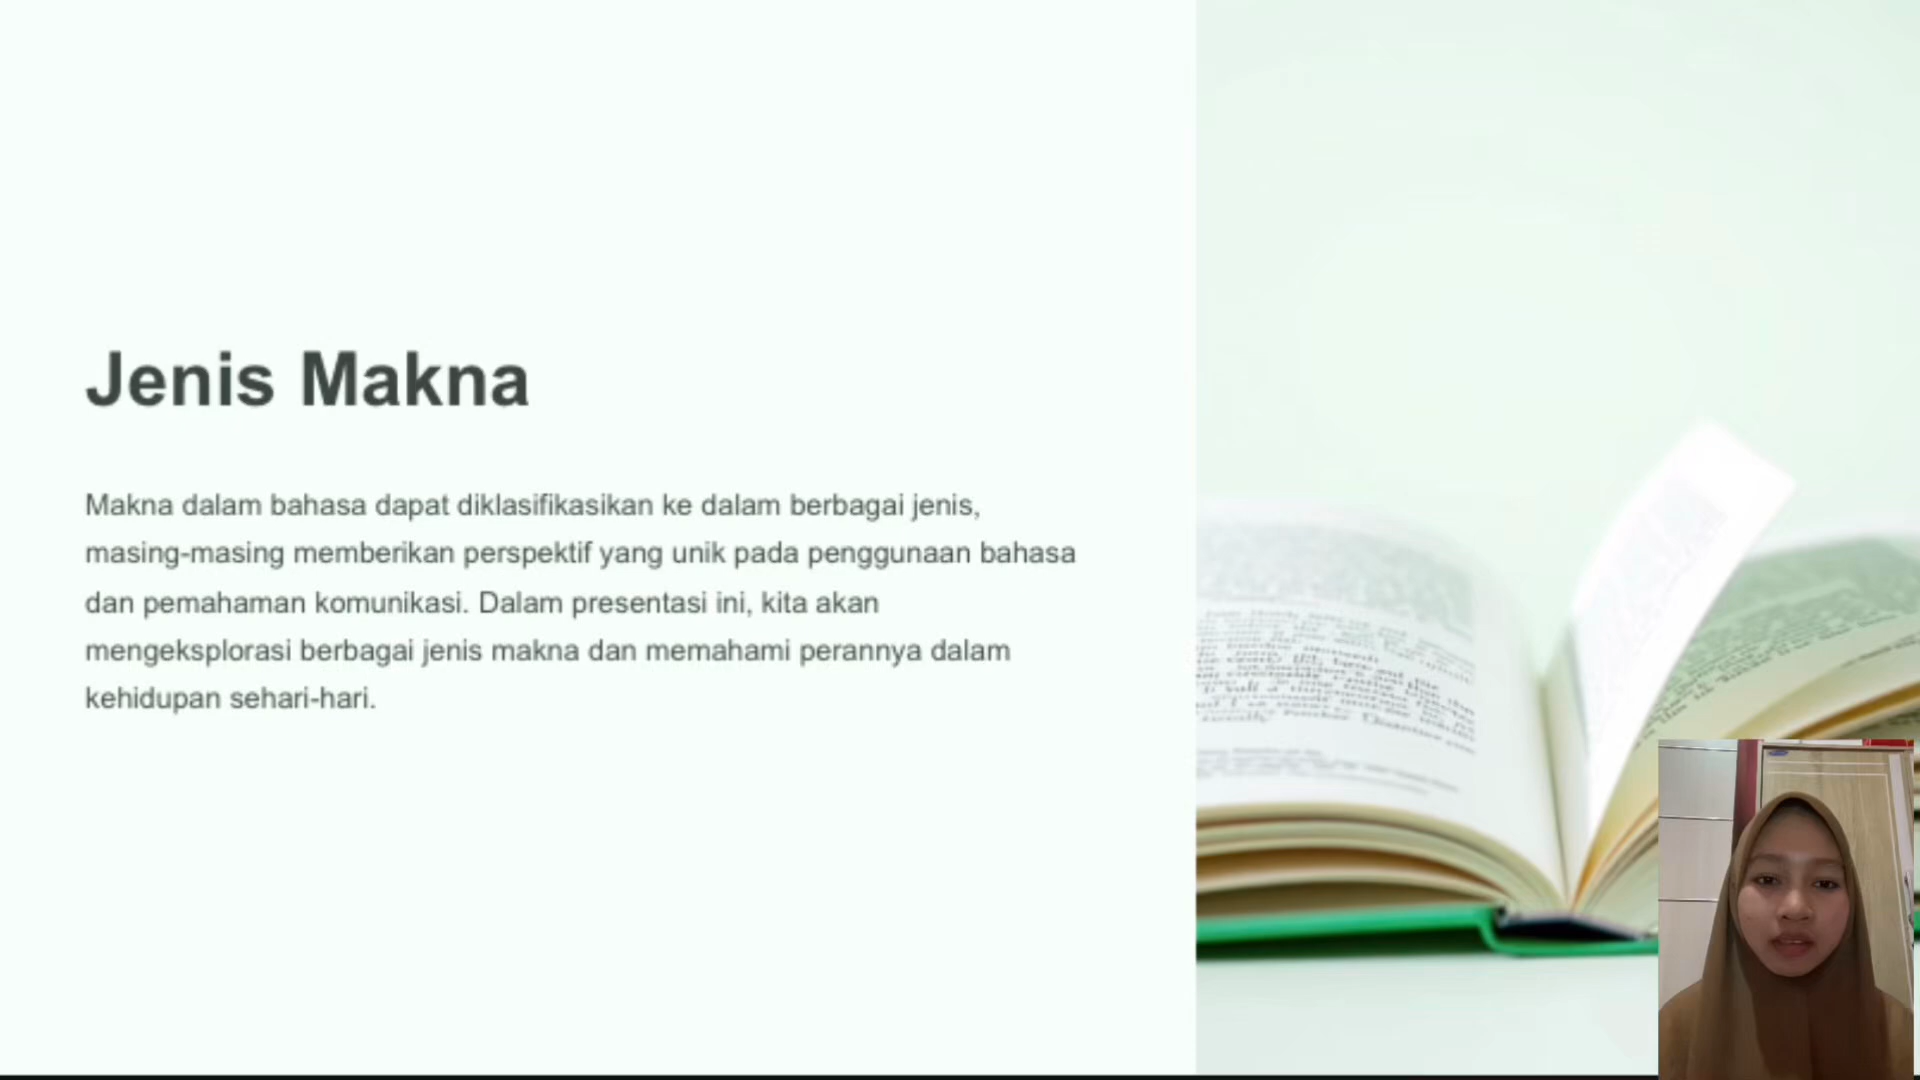 Jenis Makna
Makna dalam bahasa dapat diklasifikasikan ke dalam berbagai jenis,
masing-masing memberikan perspektif yang unik pada penggunaan bahasa
dan pemahaman komunikasi. Dalam presentasi ini, kita akan
mengeksplorasi berbagai jenis makna dan memahami perannya dalam
kehidupan sehari-hari.